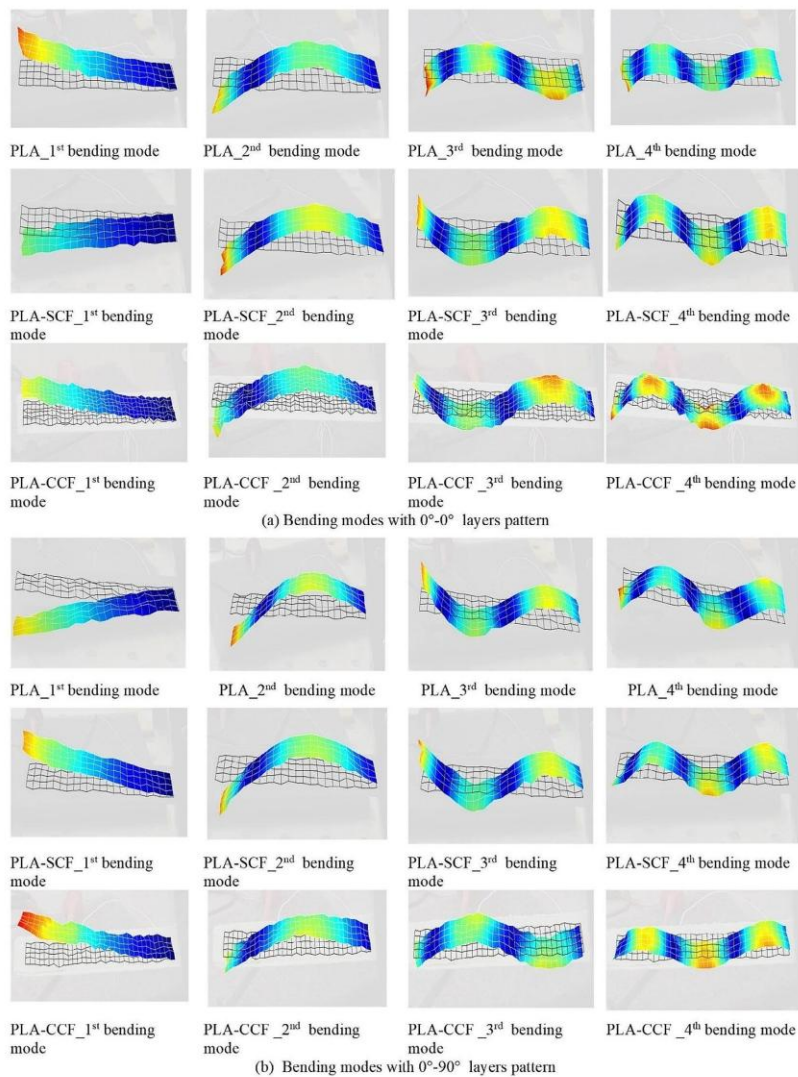 PLA_1st bending mode PLA_2nd bending mode PLA_3rd bending mode PLA_4th bending mode
PLA-SCF_1st bending mode PLA-SCF_2nd bending mode PLA-SCF_3rd bending mode PLA-SCF_4th bending mode
PLA-CCF_1st bending mode PLA-CCF _2nd bending mode PLA-CCF _3rd bending mode PLA-CCF _4th bending mode
(a) Bending modes with 0°-0° layers pattern
PLA_1st bending mode PLA_2nd bending mode PLA_3rd bending mode PLA_4th bending mode
PLA-SCF_1st bending mode PLA-SCF_2nd bending mode PLA-SCF_3rd bending mode PLA-SCF_4th bending mode
PLA-CCF_1st bending mode PLA-CCF _2nd bending mode PLA-CCF _3rd bending mode PLA-CCF _4th bending mode
(b) Bending modes with 0°-90° layers pattern